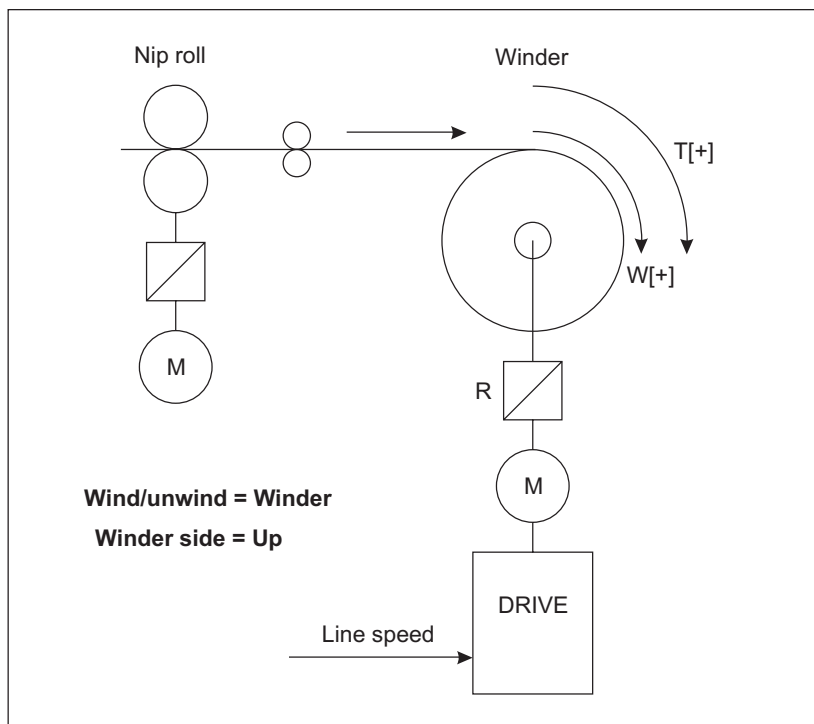 Nip roll
Winder
T[+]
W[+]
M
R
M
Wind/unwind = Winder
Winder side = Up
DRIVE
Line speed